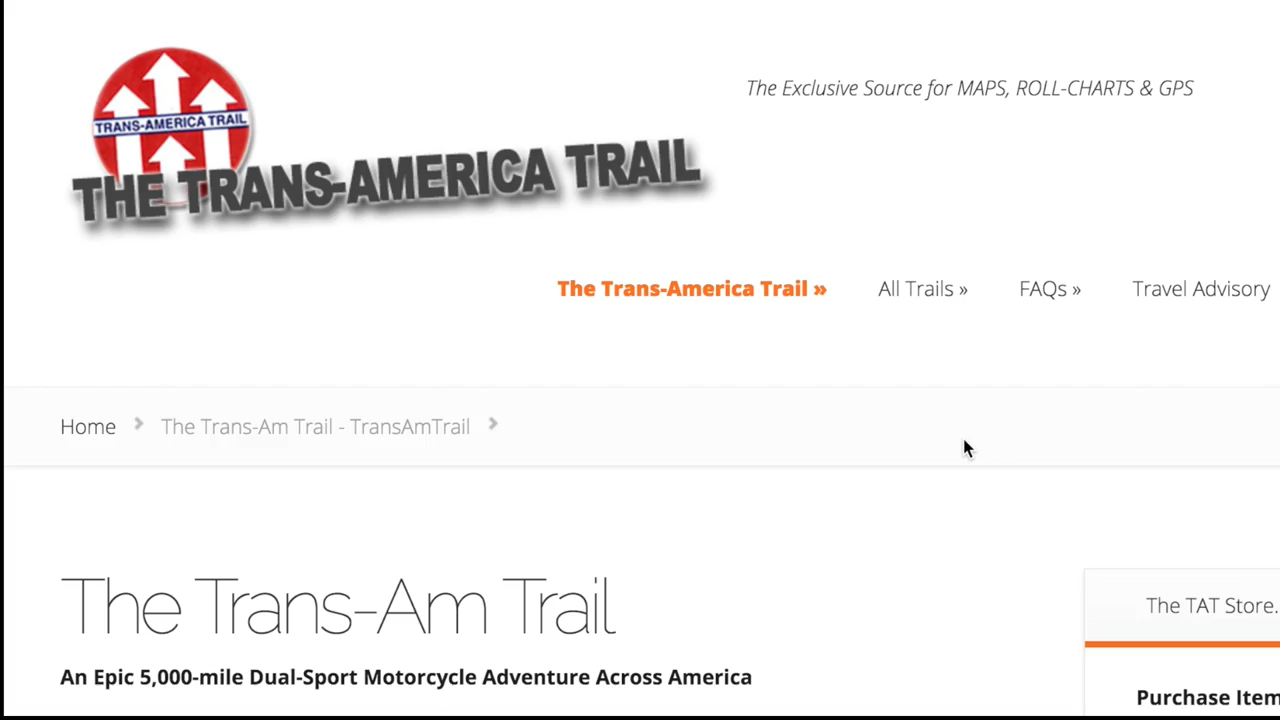 TRANS-AMERICA TRAIL
THE TRANS-AMERICA TRAIL
The Exclusive Source for MAPS, ROLL-CHARTS & GPS
The Trans-America Trail »
All Trails »
FAQs »
Travel Advisory
Home
The Trans-Am Trail - TransAmTrail
The Trans-Am Trail
An Epic 5,000-mile Dual-Sport Motorcycle Adventure Across America
The TAT Store.
Purchase Item